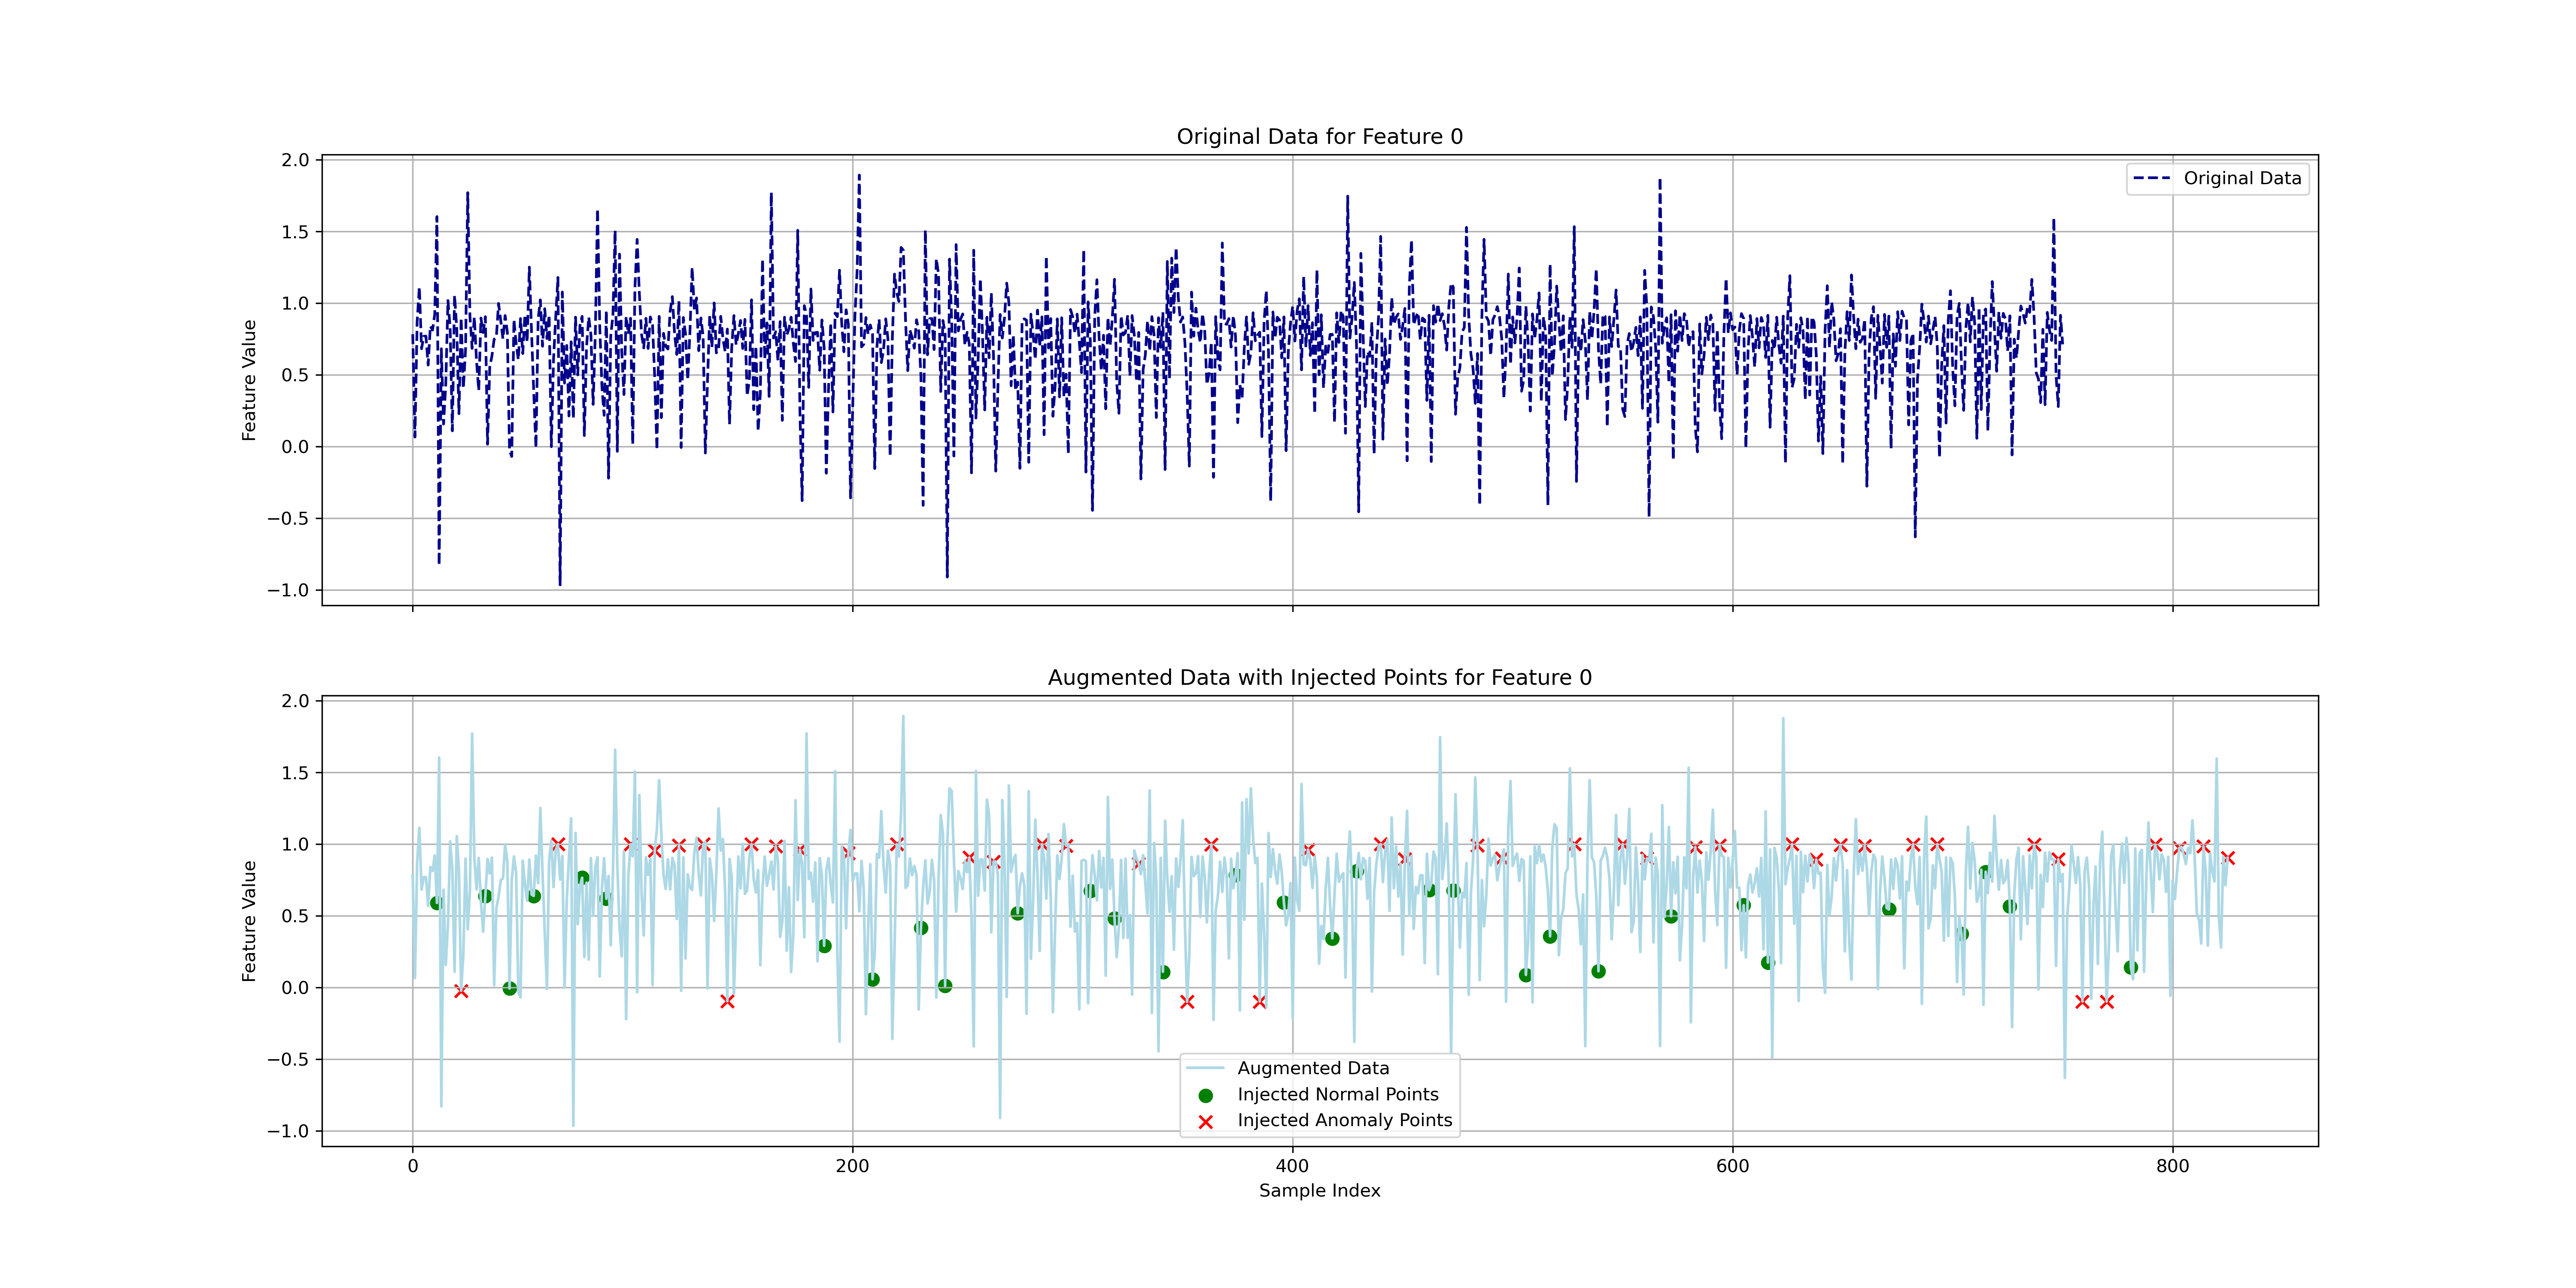 Original Data for Feature 0
2.0
1.5
1.0
0.5
0.0
−0.5
−1.0
Feature Value
Original Data
Augmented Data with Injected Points for Feature 0
2.0
1.5
1.0
0.5
0.0
−0.5
−1.0
Feature Value
Augmented Data
Injected Normal Points
Injected Anomaly Points
0 200 400 600 800
Sample Index